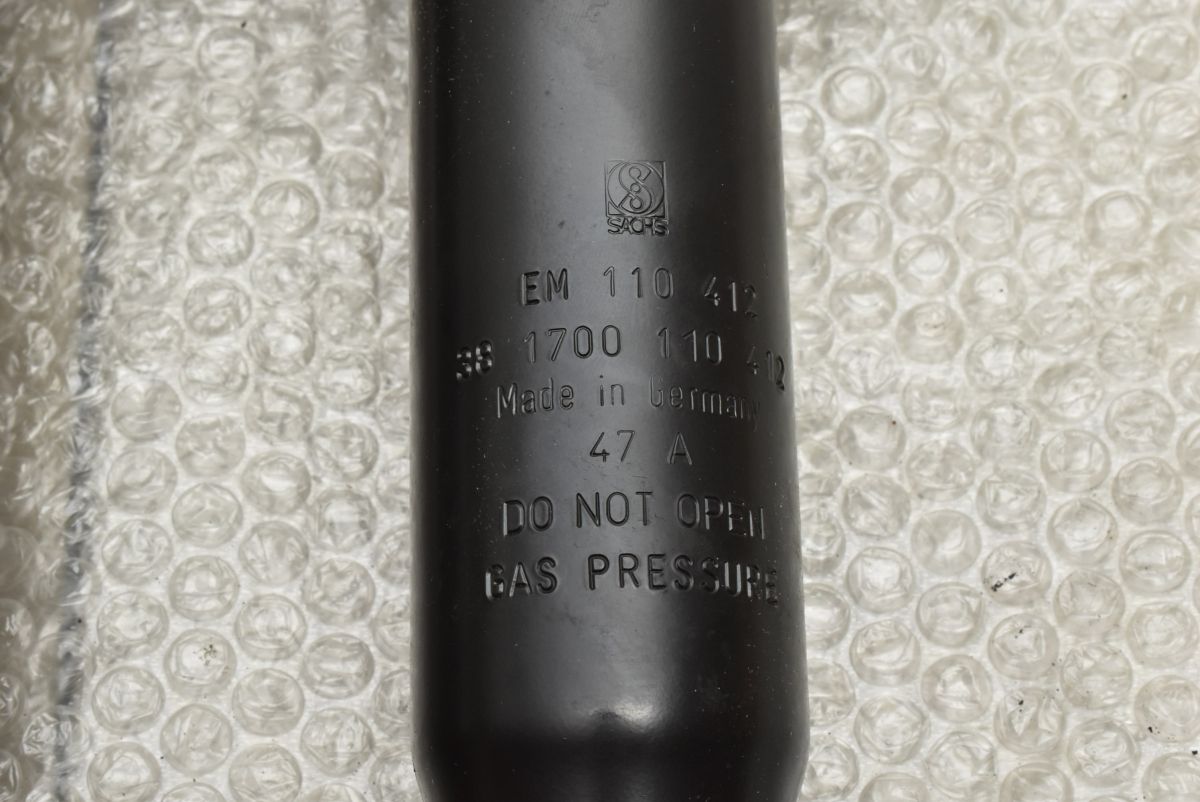 SACHS
EM 110 412
38 1700 110 412
Made in Germany
47 A
DO NOT OPEN
GAS PRESSURE